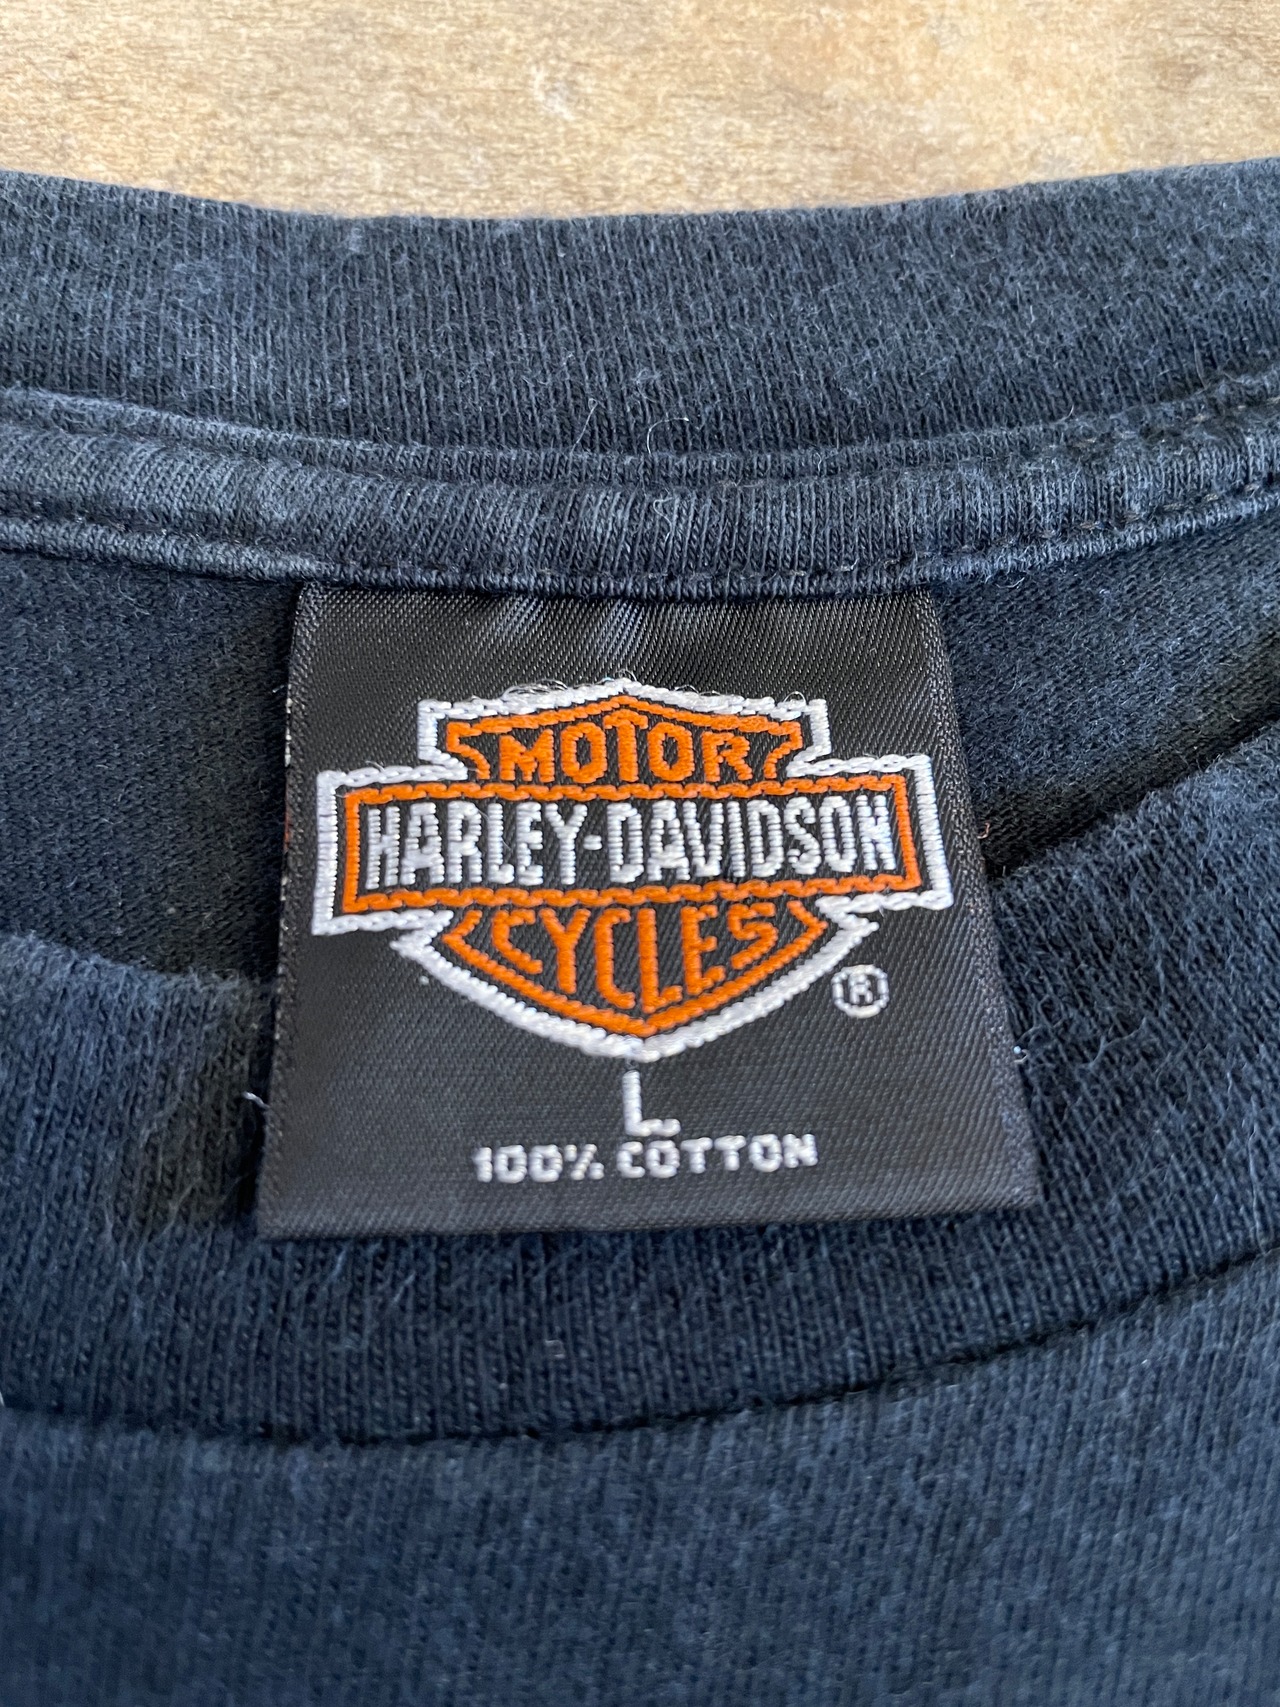 MOTOR
HARLEY-DAVIDSON
CYCLES
®
L
100% COTTON